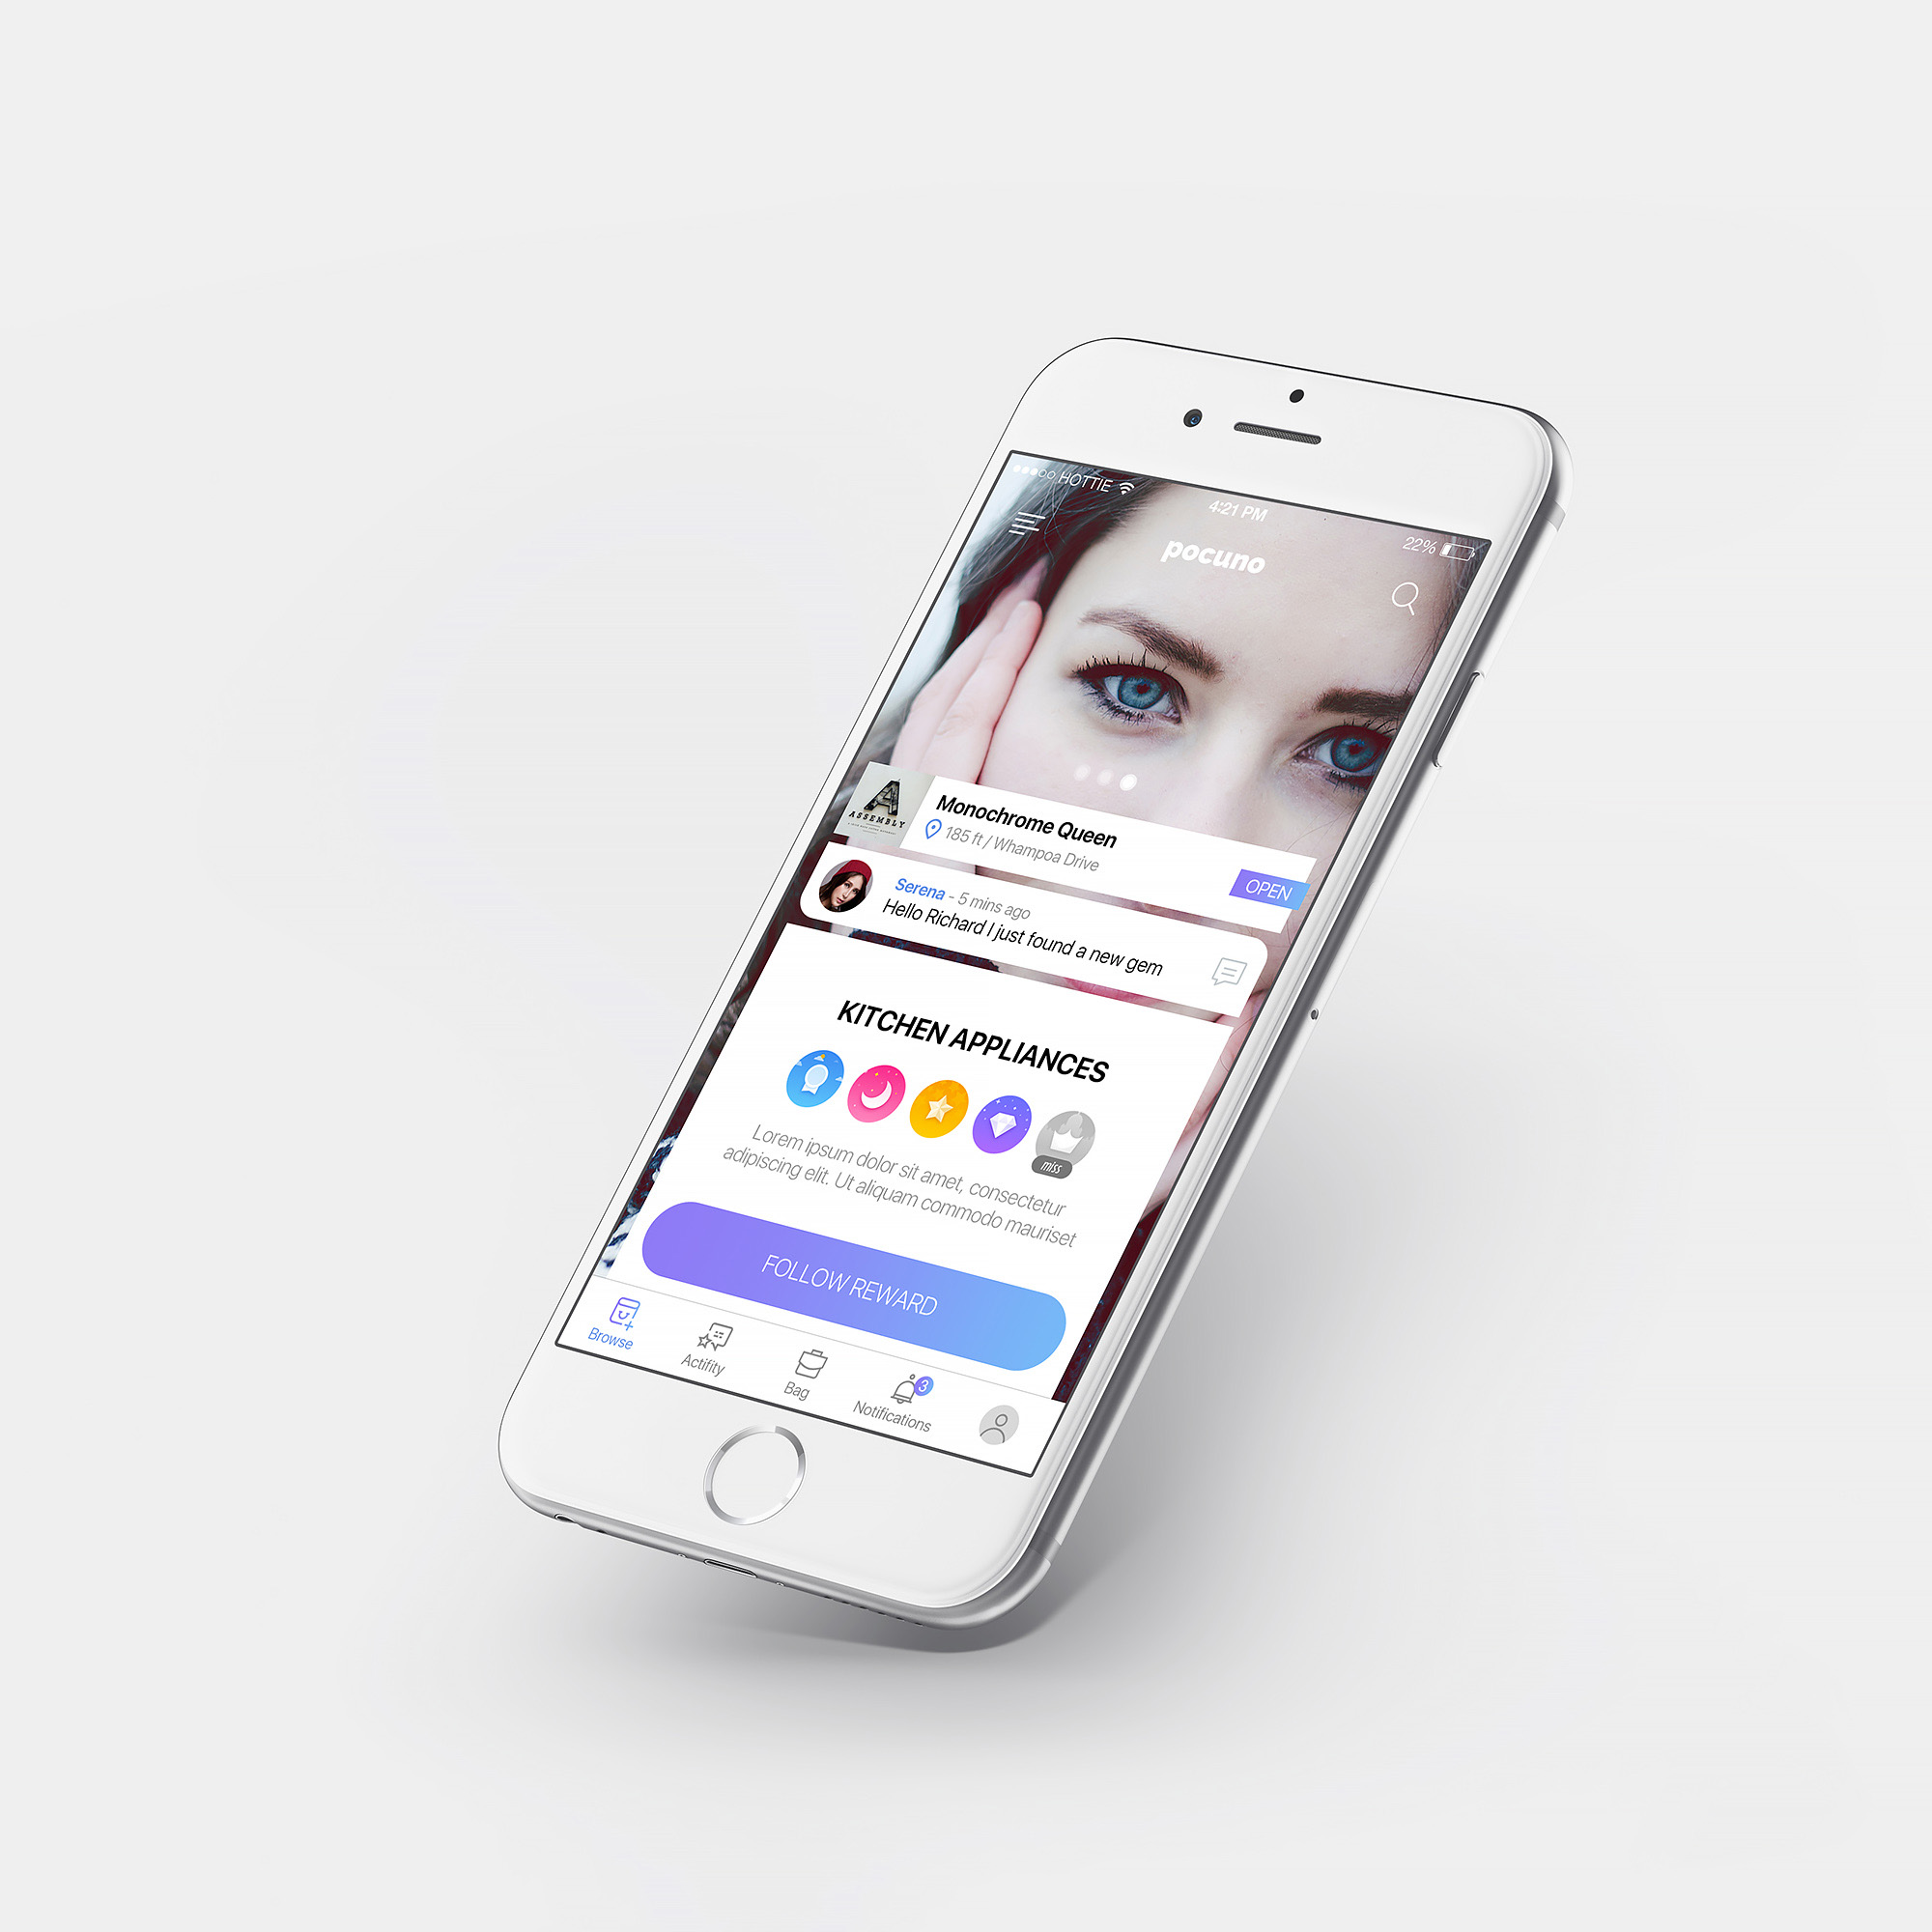 HOTTIE
4:21 PM
22%
pocuno
A
ASSEMBLY
Monochrome Queen
185 ft / Whampoa Drive
OPEN
Serena - 5 mins ago
Hello Richard I just found a new gem
KITCHEN APPLIANCES
miss
Lorem ipsum dolor sit amet, consectetur
adipiscing elit. Ut aliquam commodo mauriset
FOLLOW REWARD
Browse
Actifity
Bag
3
Notifications